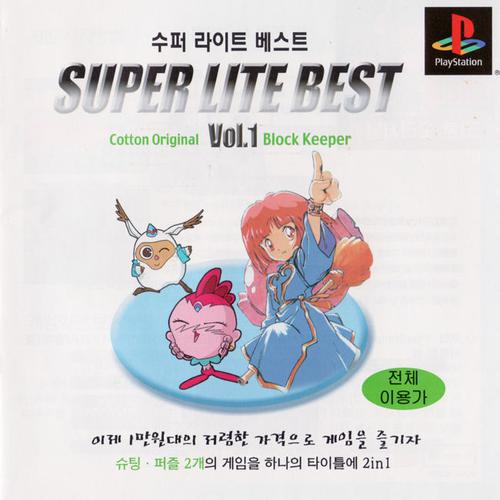 수퍼 라이트 베스트
PlayStation
SUPER LITE BEST
Cotton Original Vol.1 Block Keeper
전체
이용가
이제 1만원대의 저렴한 가격으로 게임을 즐기자
슈팅 · 퍼즐 2개의 게임을 하나의 타이틀에 2in1